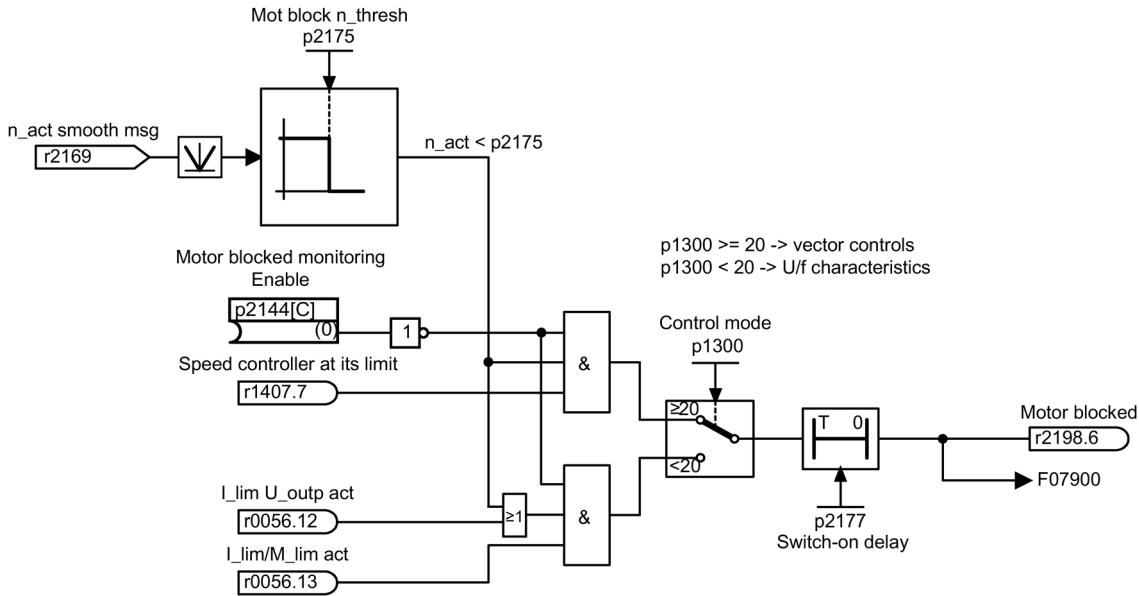 Mot block n_thresh
p2175
n_act smooth msg
r2169
n_act < p2175
Motor blocked monitoring
Enable
p2144[C]
(0)
1
Speed controller at its limit
r1407.7
&
p1300 >= 20 -> vector controls
p1300 < 20 -> U/f characteristics
Control mode
p1300
≥20
<20
T 0
Motor blocked
r2198.6
F07900
p2177
Switch-on delay
I_lim U_outp act
r0056.12
≥1
&
I_lim/M_lim act
r0056.13